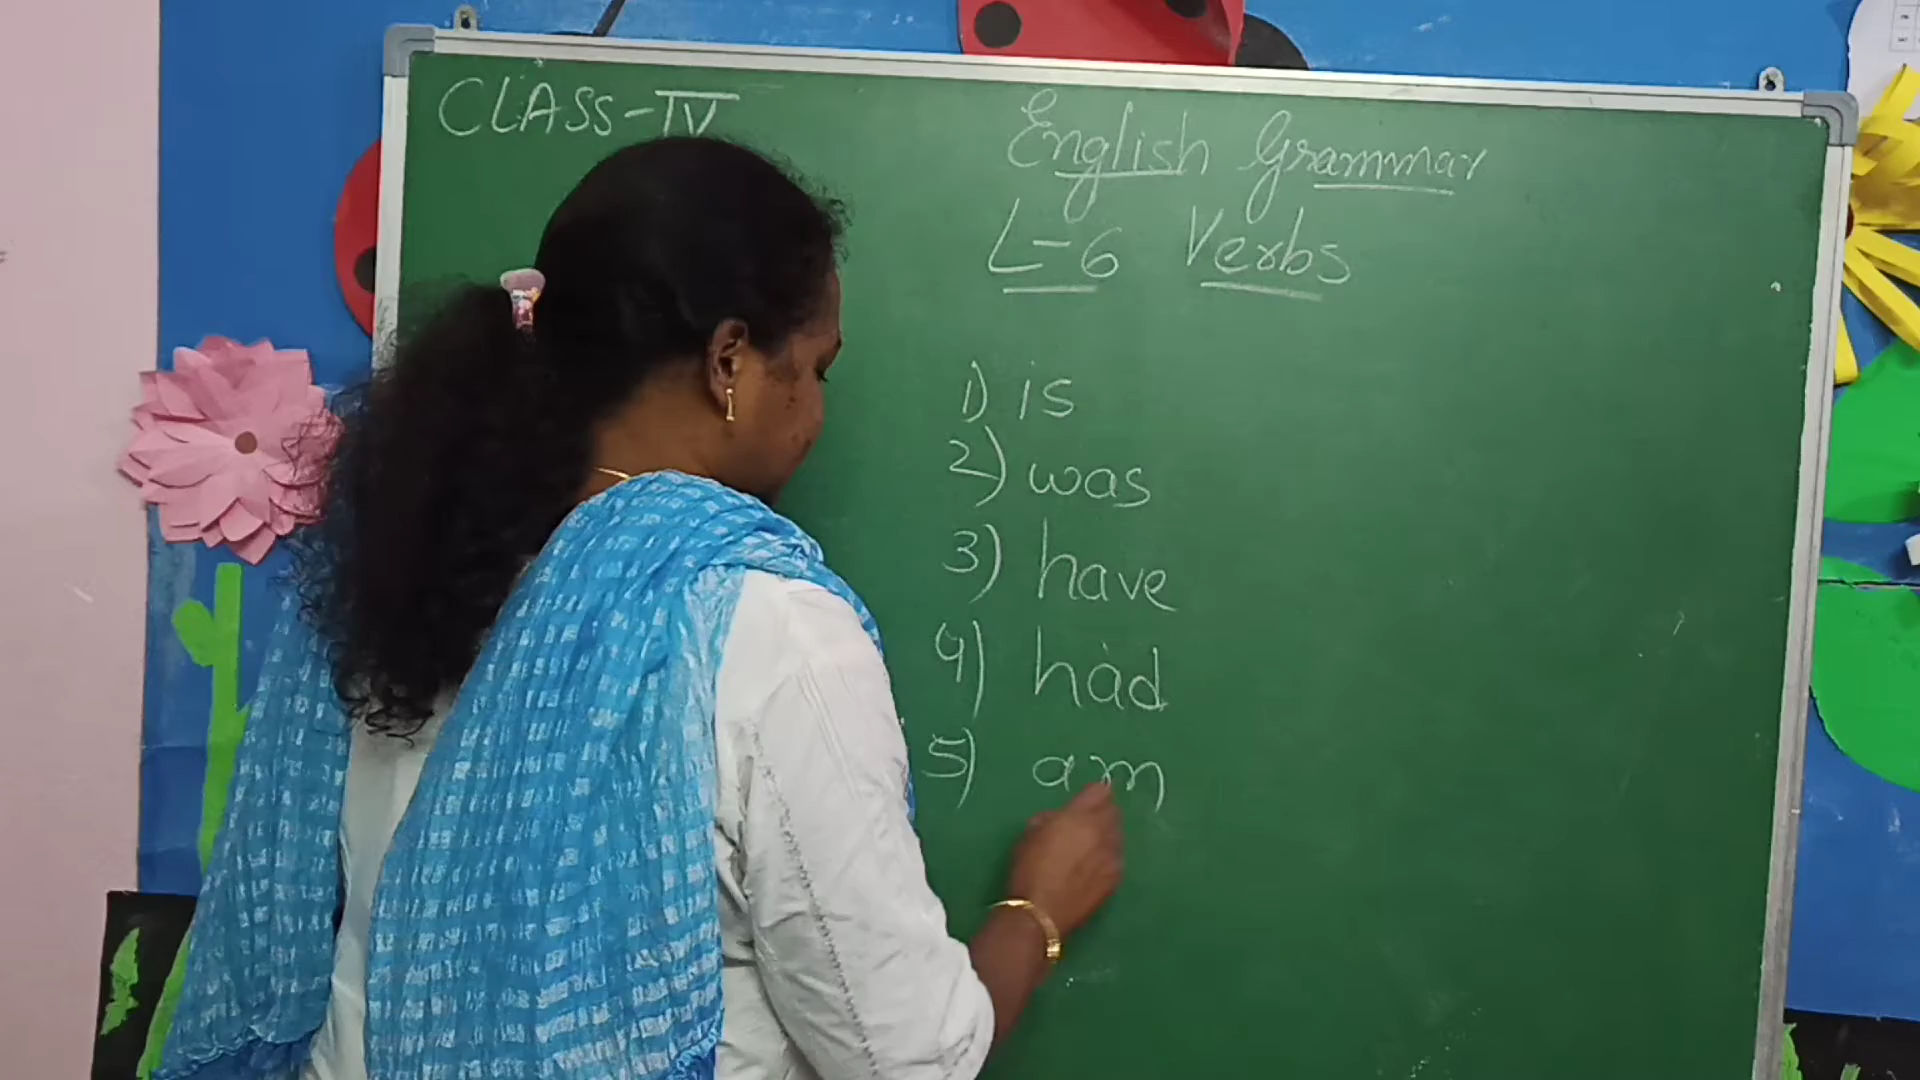 CLASS-IV
English Grammar
L-6 Verbs
1) is
2) was
3) have
4) had
5) am